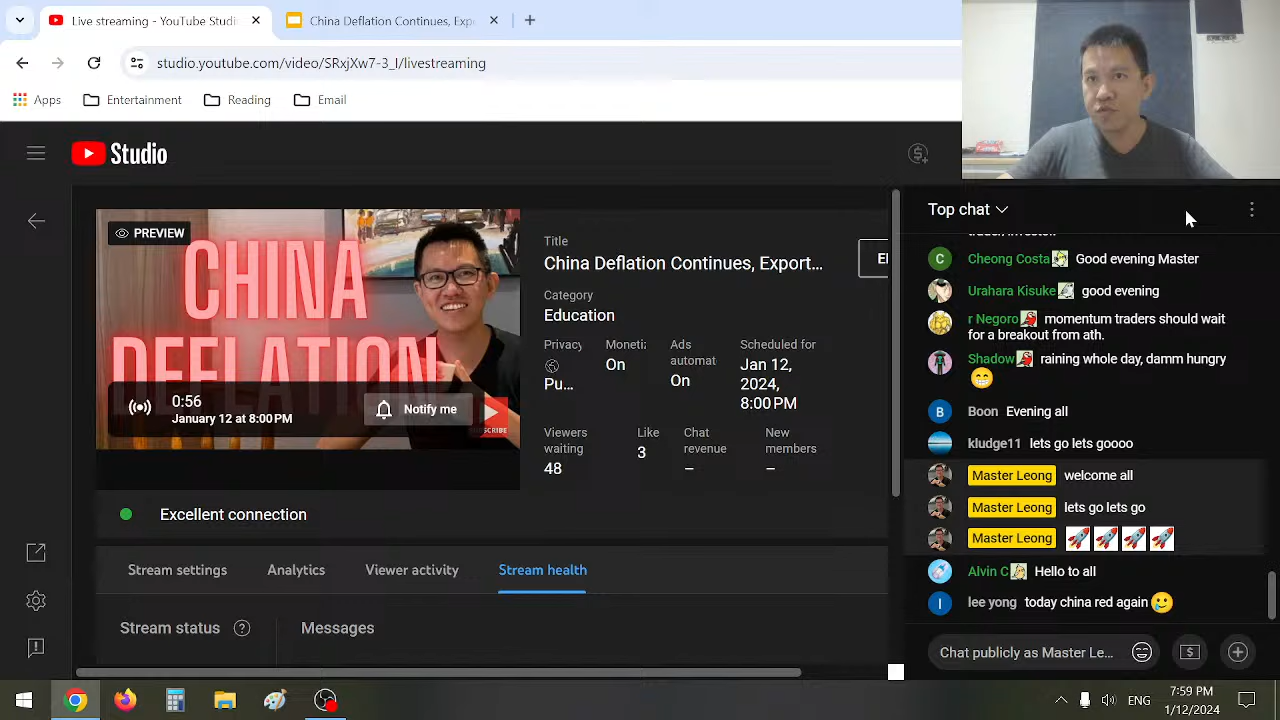 Live streaming - YouTube Studi
China Deflation Continues, Exp
studio.youtube.com/video/SRxjXw7-3_I/livestreaming
Apps
Entertainment
Reading
Email
Studio
PREVIEW
CHINA
DEFLATION
0:56
January 12 at 8:00 PM
Notify me
SUBSCRIBE
Title
China Deflation Continues, Export...
Category
Education
Privacy
Pu...
Moneti
On
Ads
automat
On
Scheduled for
Jan 12,
2024,
8:00 PM
Viewers
waiting
48
Like
3
Chat
revenue
–
New
members
–
Excellent connection
Stream settings
Analytics
Viewer activity
Stream health
Stream status
Messages
Top chat
Cheong Costa Good evening Master
Urahara Kisuke good evening
r Negoro momentum traders should wait
for a breakout from ath.
Shadow raining whole day, damm hungry
😁
Boon Evening all
kludge11 lets go lets goooo
Master Leong welcome all
Master Leong lets go lets go
Master Leong 🚀🚀🚀🚀
Alvin C Hello to all
lee yong today china red again 🥲
Chat publicly as Master Le...
ENG
7:59 PM
1/12/2024